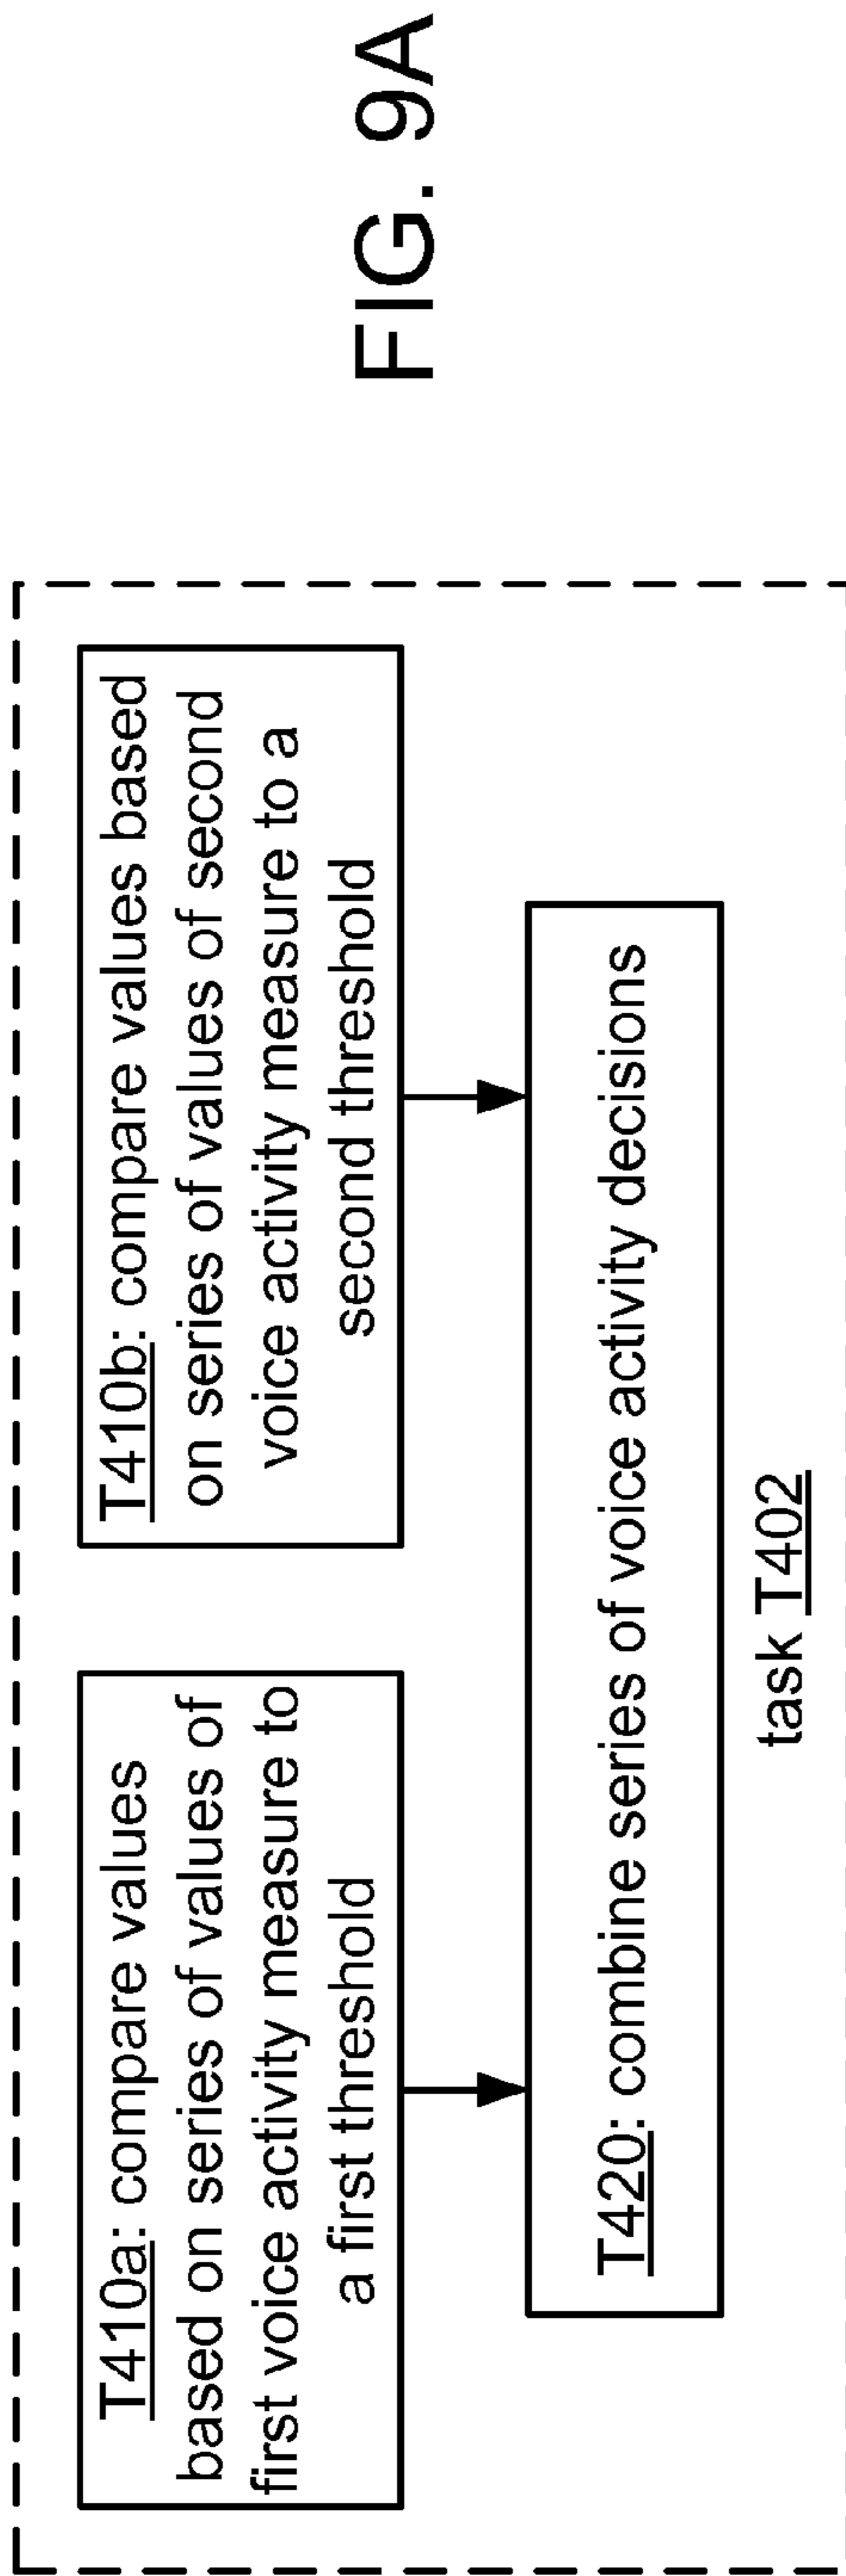 T410a: compare values
based on series of values of
first voice activity measure to
a first threshold
T410b: compare values based
on series of values of second
voice activity measure to a
second threshold
T420: combine series of voice activity decisions
task T402
FIG. 9A